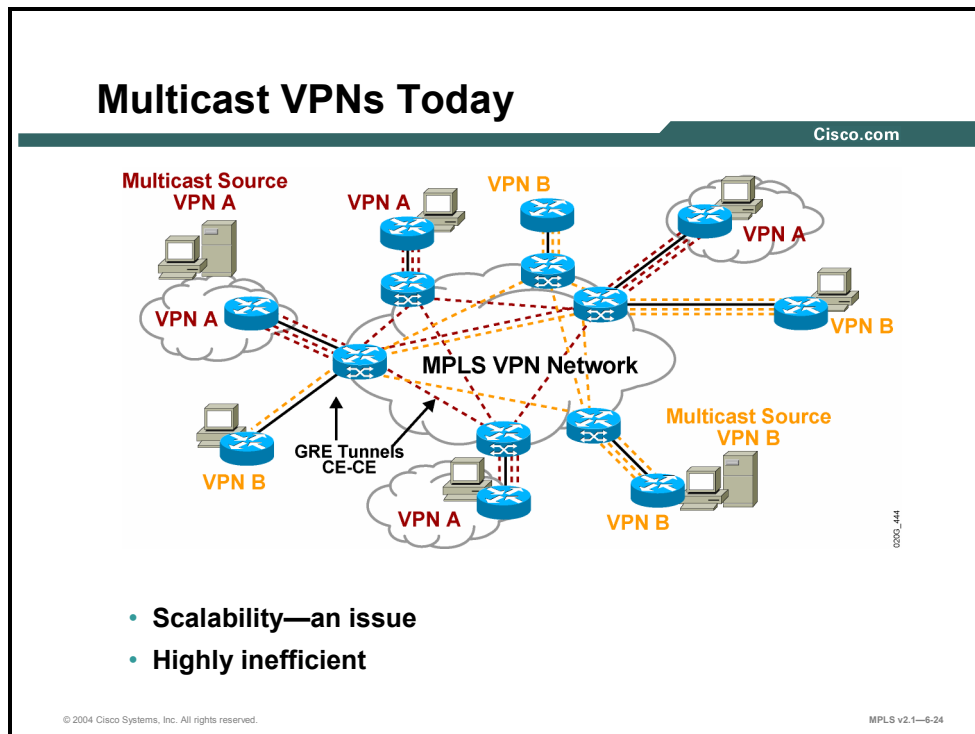 Multicast VPNs Today
Cisco.com
Multicast Source
VPN A
VPN A
VPN B
VPN A
VPN A
VPN B
MPLS VPN Network
Multicast Source
VPN B
GRE Tunnels
CE-CE
VPN B
VPN A
VPN B
020G_444
• Scalability—an issue
• Highly inefficient
© 2004 Cisco Systems, Inc. All rights reserved.
MPLS v2.1—6-24